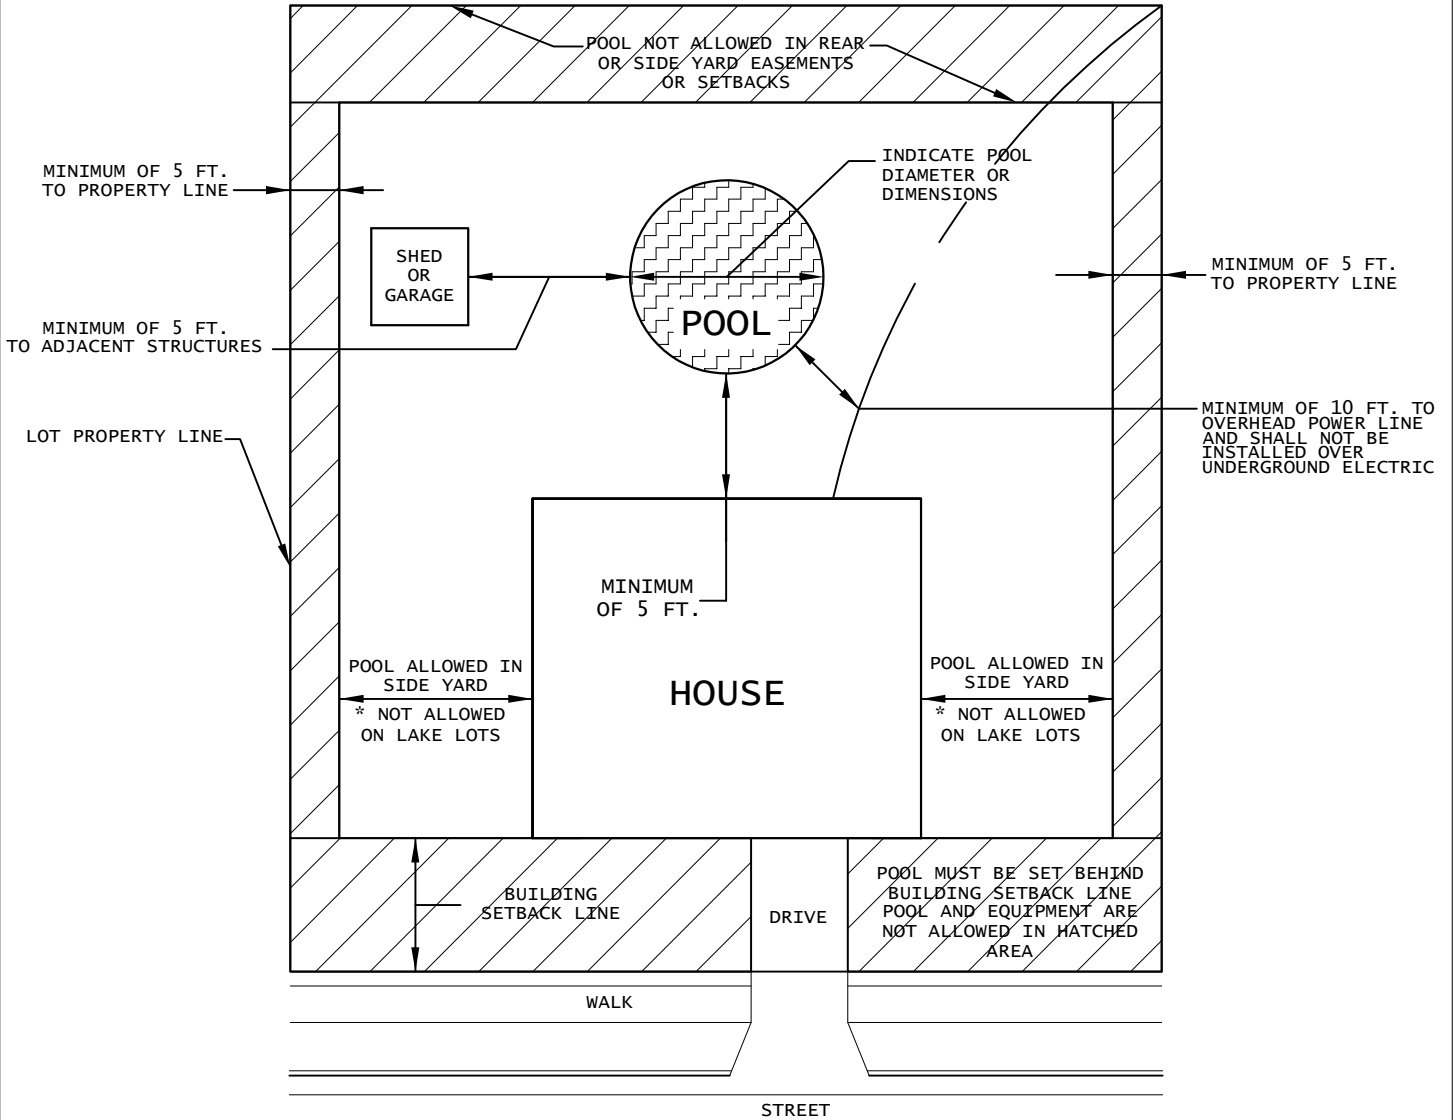 POOL NOT ALLOWED IN REAR
OR SIDE YARD EASEMENTS
OR SETBACKS
MINIMUM OF 5 FT.
TO PROPERTY LINE
INDICATE POOL
DIAMETER OR
DIMENSIONS
SHED
OR
GARAGE
MINIMUM OF 5 FT.
TO PROPERTY LINE
POOL
MINIMUM OF 5 FT.
TO ADJACENT STRUCTURES
LOT PROPERTY LINE
MINIMUM OF 10 FT. TO
OVERHEAD POWER LINE
AND SHALL NOT BE
INSTALLED OVER
UNDERGROUND ELECTRIC
MINIMUM
OF 5 FT.
HOUSE
POOL ALLOWED IN
SIDE YARD
* NOT ALLOWED
ON LAKE LOTS
POOL ALLOWED IN
SIDE YARD
* NOT ALLOWED
ON LAKE LOTS
BUILDING
SETBACK LINE
DRIVE
POOL MUST BE SET BEHIND
BUILDING SETBACK LINE
POOL AND EQUIPMENT ARE
NOT ALLOWED IN HATCHED
AREA
WALK
STREET